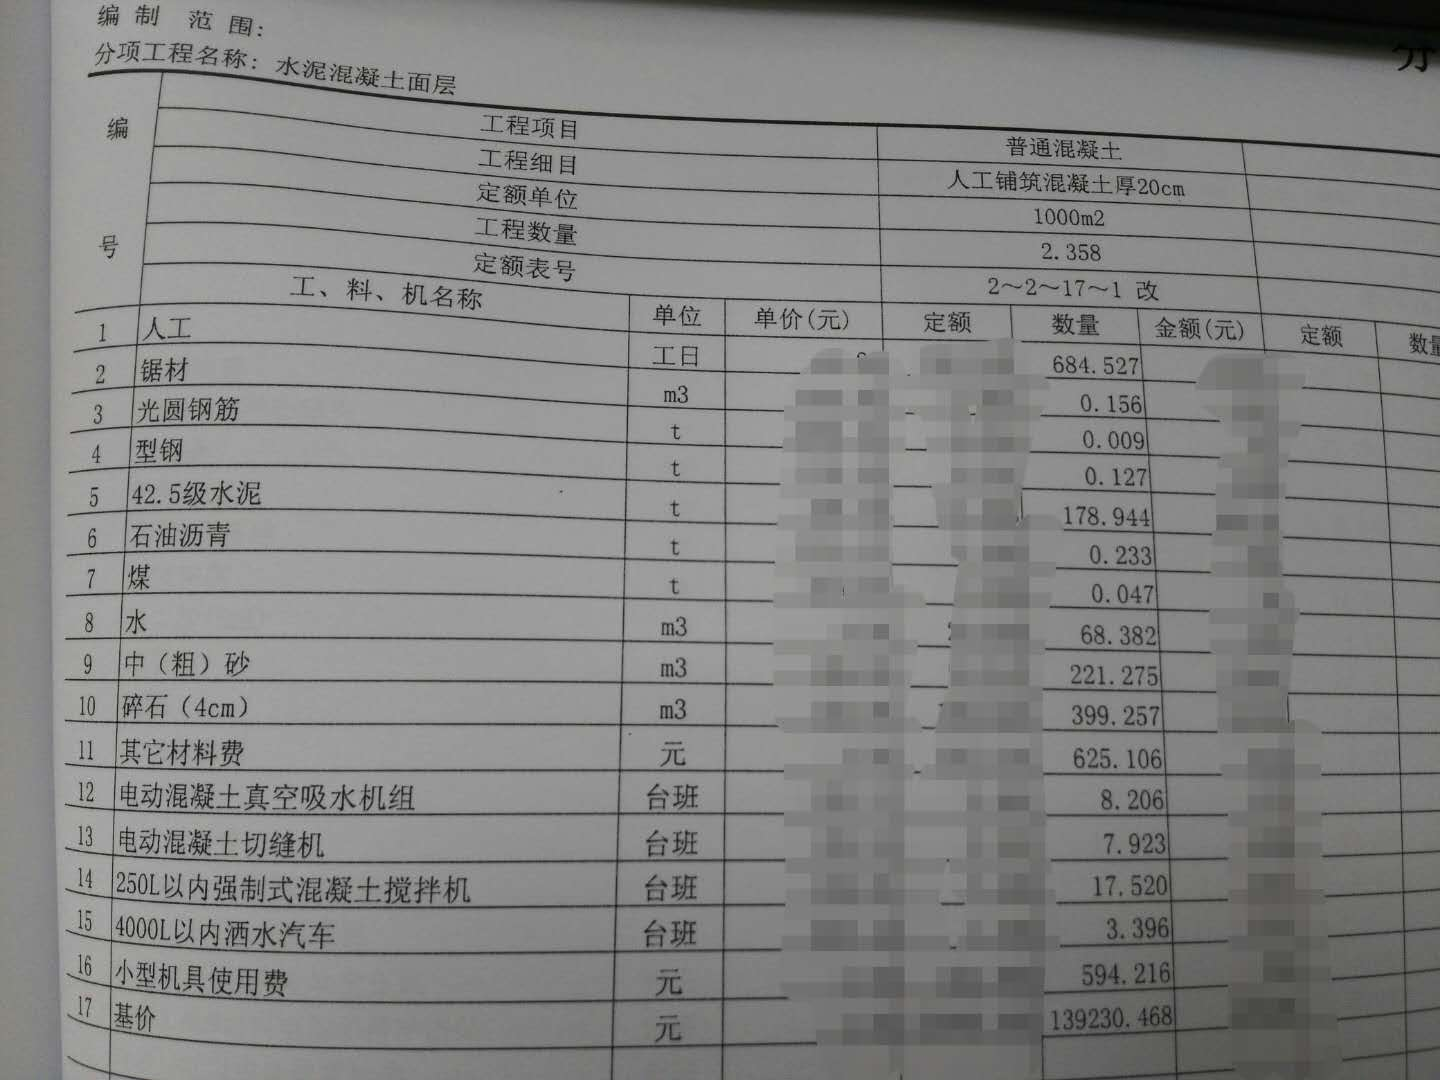 编 制 范 围:
分
分项工程名称: 水泥混凝土面层
编 号
工程项目 普通混凝土
工程细目 人工铺筑混凝土厚20cm
定额单位 1000m2
工程数量 2.358
定额表号 2～2～17～1 改
工、料、机名称 单位 单价(元) 定额 数量 金额(元) 定额 数量
1 人工 工日 684.527
2 锯材 m3 0.156
3 光圆钢筋 t 0.009
4 型钢 t 0.127
5 42.5级水泥 t 178.944
6 石油沥青 t 0.233
7 煤 t 0.047
8 水 m3 68.382
9 中（粗）砂 m3 221.275
10 碎石（4cm） m3 399.257
11 其它材料费 元 625.106
12 电动混凝土真空吸水机组 台班 8.206
13 电动混凝土切缝机 台班 7.923
14 250L以内强制式混凝土搅拌机 台班 17.520
15 4000L以内洒水汽车 台班 3.396
16 小型机具使用费 元 594.216
17 基价 元 139230.468